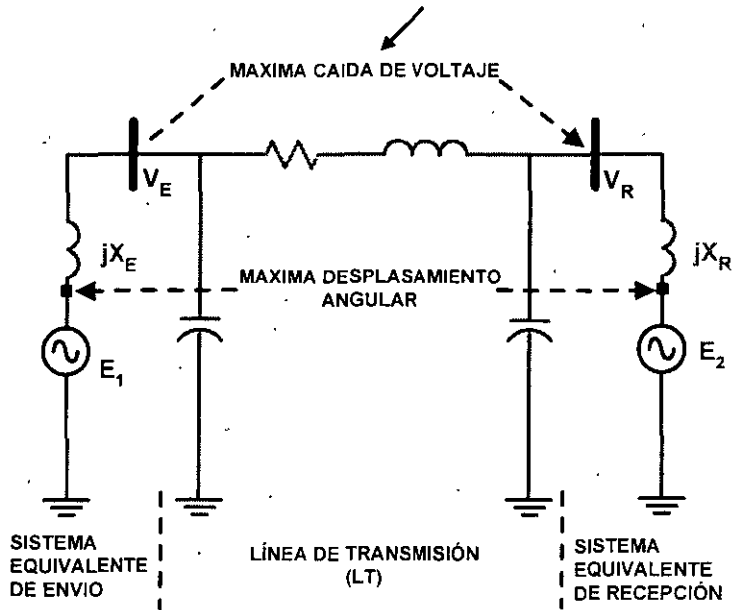 MAXIMA CAIDA DE VOLTAJE
V_E
V_R
jX_E
jX_R
MAXIMA DESPLASAMIENTO
ANGULAR
E_1
E_2
SISTEMA
EQUIVALENTE
DE ENVIO
LÍNEA DE TRANSMISIÓN
(LT)
SISTEMA
EQUIVALENTE
DE RECEPCIÓN